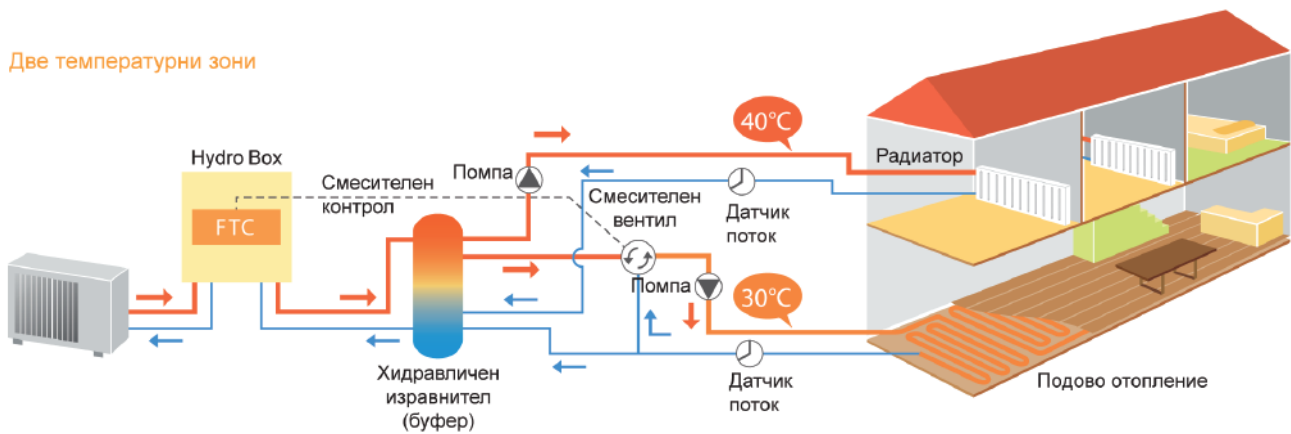 Две температурни зони
Hydro Box
FTC
Смесителен
контрол
Помпа
40°C
Радиатор
Смесителен
вентил
Датчик
поток
Помпа
30°C
Датчик
поток
Хидравличен
изравнител
(буфер)
Подово отопление